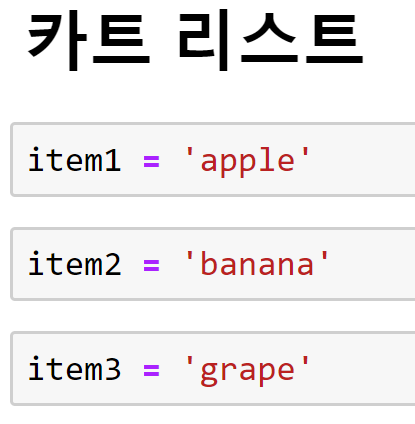 카트 리스트
item1 = 'apple'
item2 = 'banana'
item3 = 'grape'